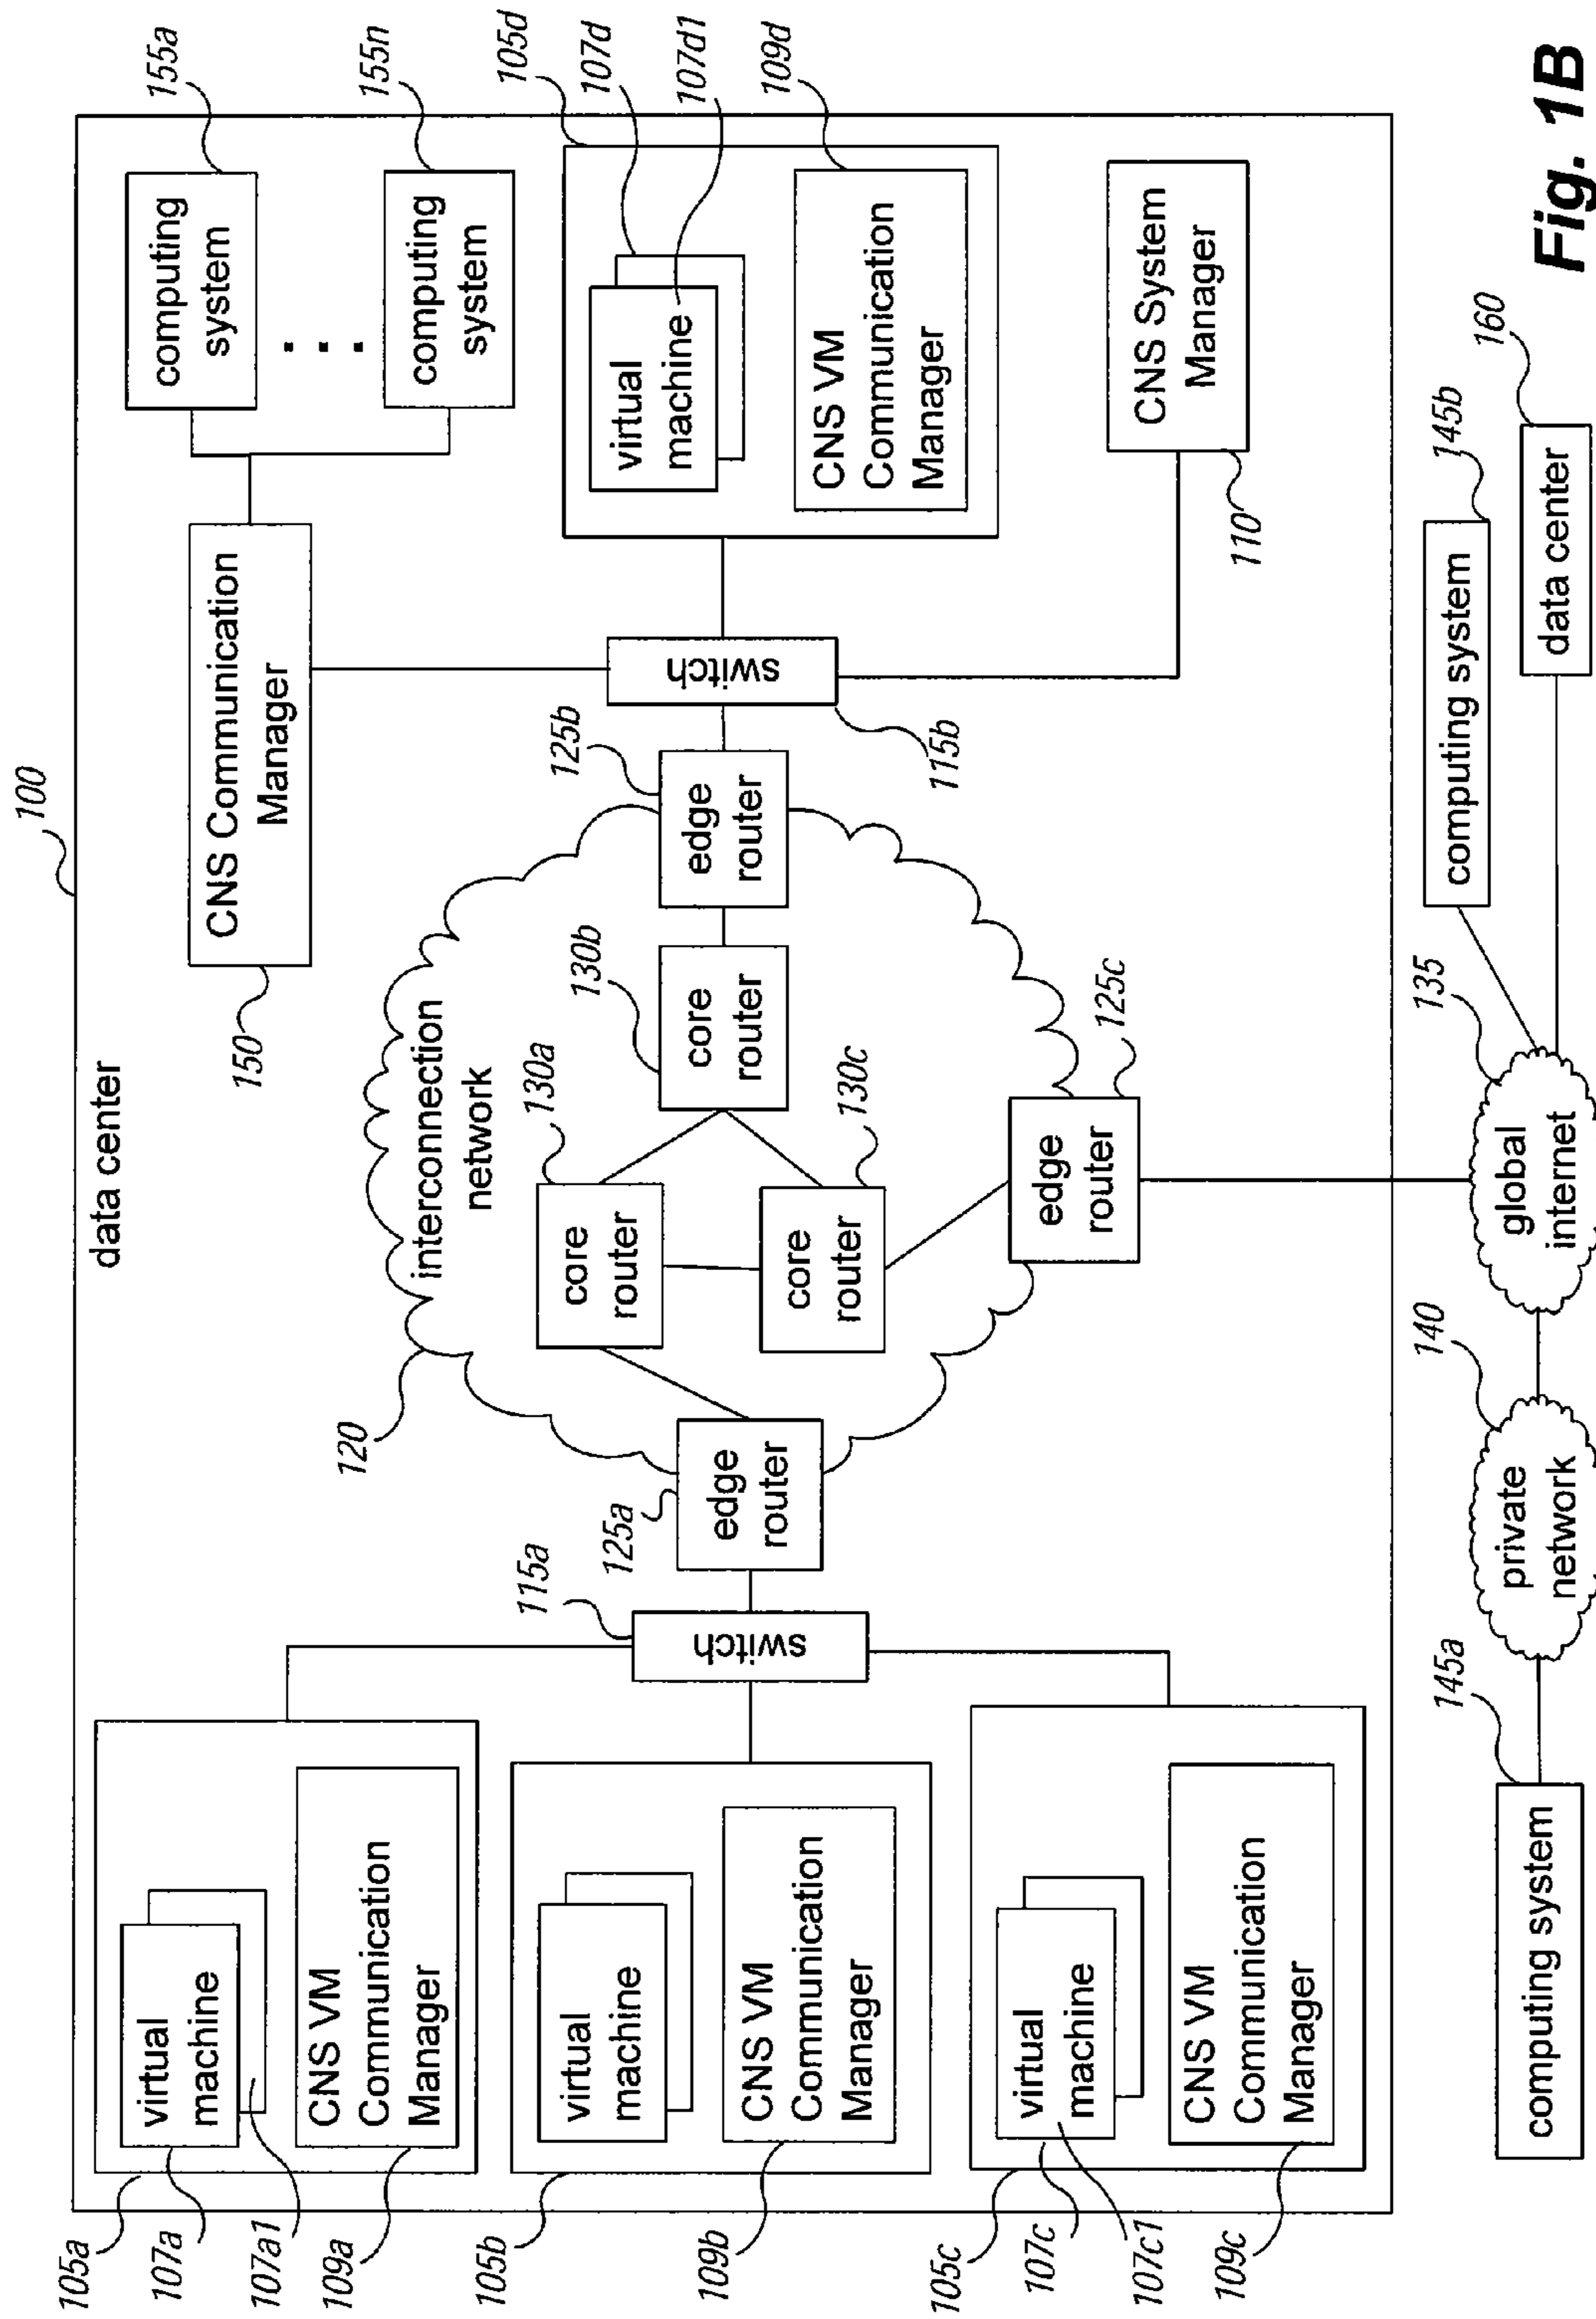 100
data center
105a
107a
107a1
109a
virtual
machine
CNS VM
Communication
Manager
105b
109b
virtual
machine
CNS VM
Communication
Manager
105c
107c
107c1
109c
virtual
machine
CNS VM
Communication
Manager
115a
switch
125a
edge
router
120
interconnection
network
130a
core
router
130b
core
router
130c
core
router
125b
edge
router
125c
edge
router
150
CNS Communication
Manager
115b
switch
155a
computing
system
155n
computing
system
105d
107d
107d1
109d
virtual
machine
CNS VM
Communication
Manager
110
CNS System
Manager
145a
computing system
140
private
network
135
global
internet
145b
computing system
160
data center
Fig. 1B